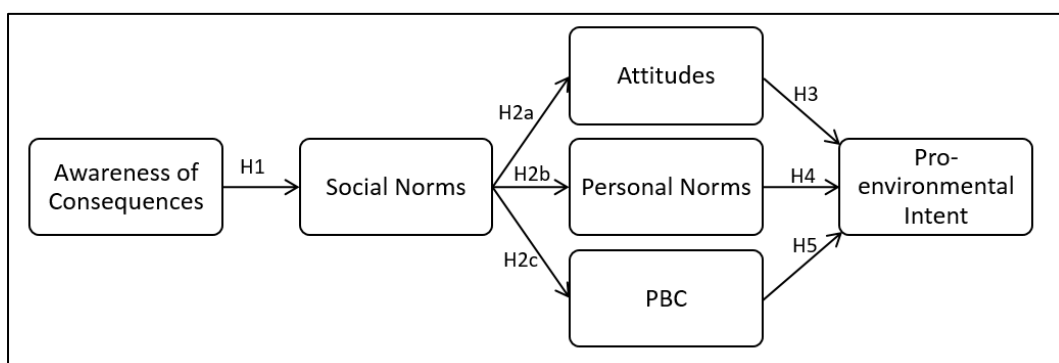 Attitudes
H3
H2a
Awareness of
Consequences
H1
Social Norms
H2b
Personal Norms
H4
Pro-
environmental
Intent
H2c
H5
PBC